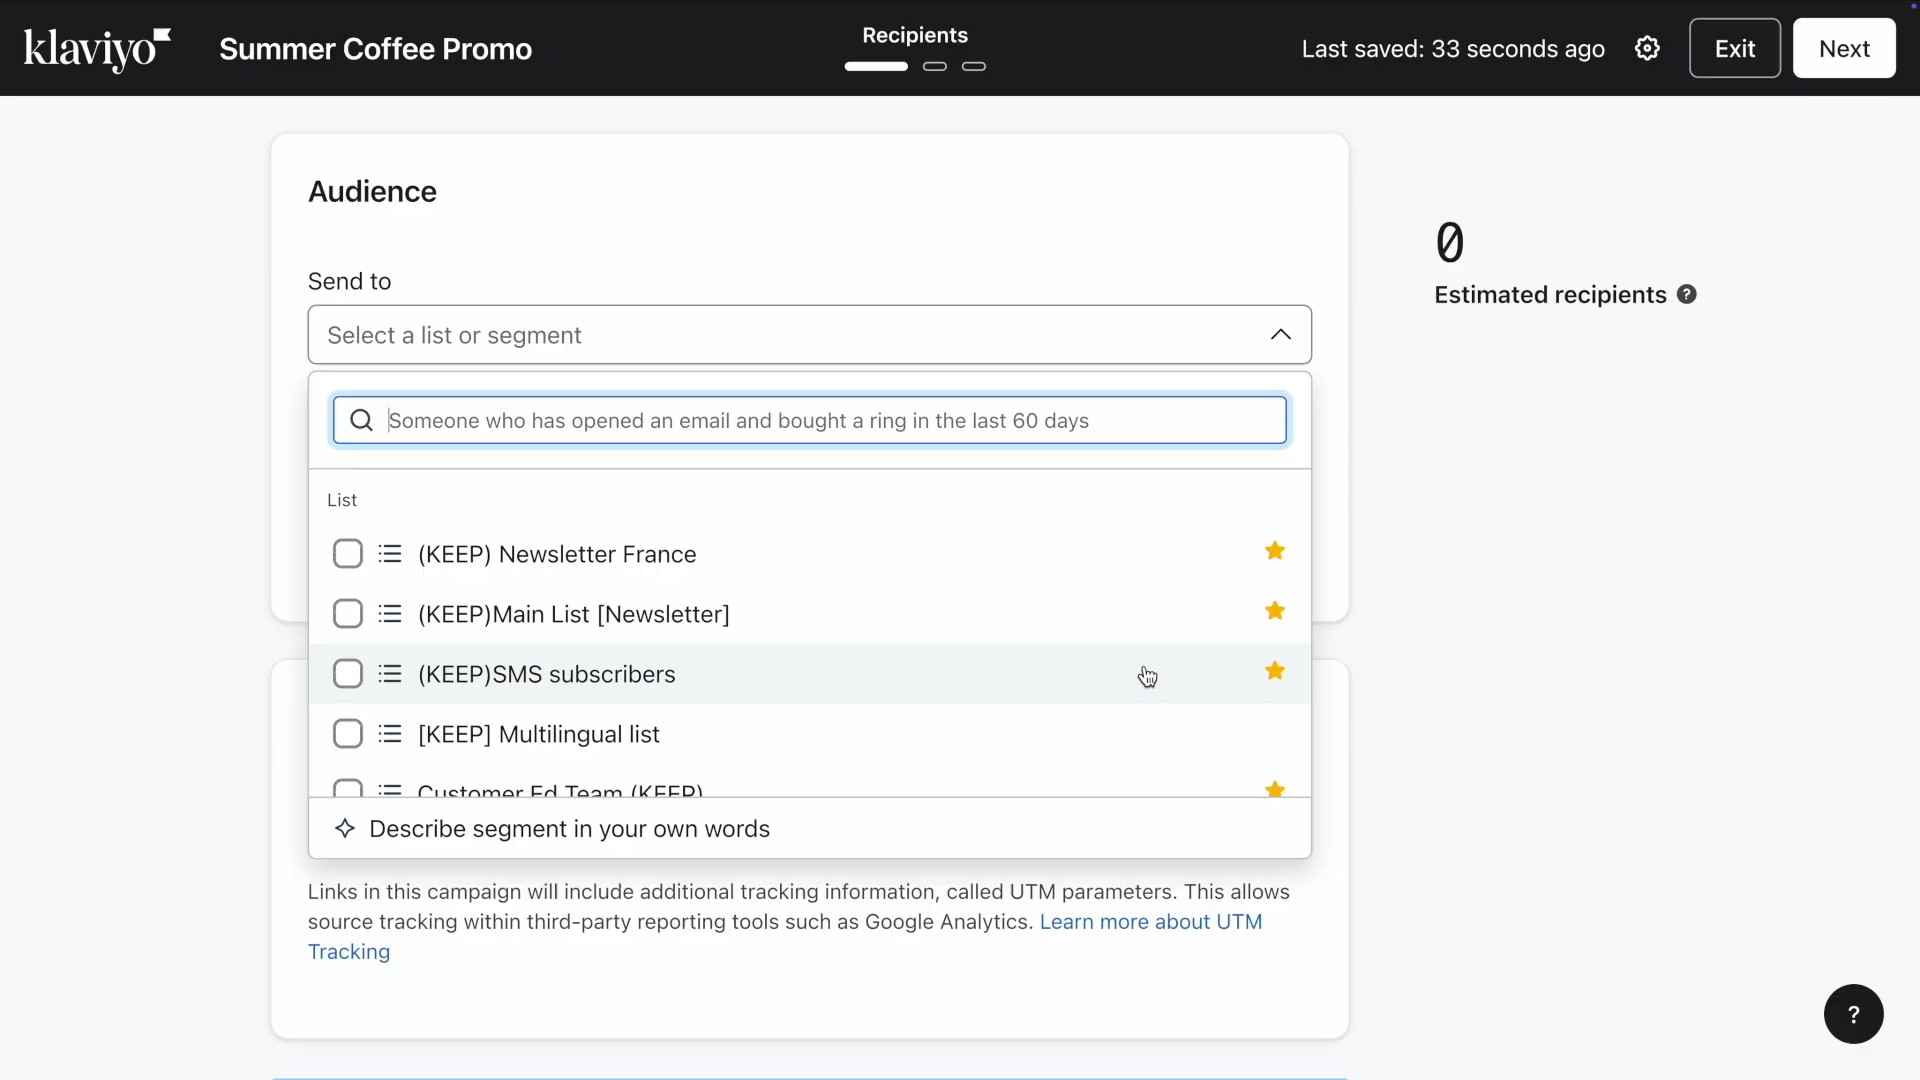 klaviyo
Summer Coffee Promo
Recipients
Last saved: 33 seconds ago
Exit
Next
Audience
0
Estimated recipients ?
Send to
Select a list or segment
Someone who has opened an email and bought a ring in the last 60 days
List
(KEEP) Newsletter France
(KEEP)Main List [Newsletter]
(KEEP)SMS subscribers
[KEEP] Multilingual list
Customer Ed Team (KEEP)
Describe segment in your own words
Links in this campaign will include additional tracking information, called UTM parameters. This allows
source tracking within third-party reporting tools such as Google Analytics. Learn more about UTM
Tracking
?